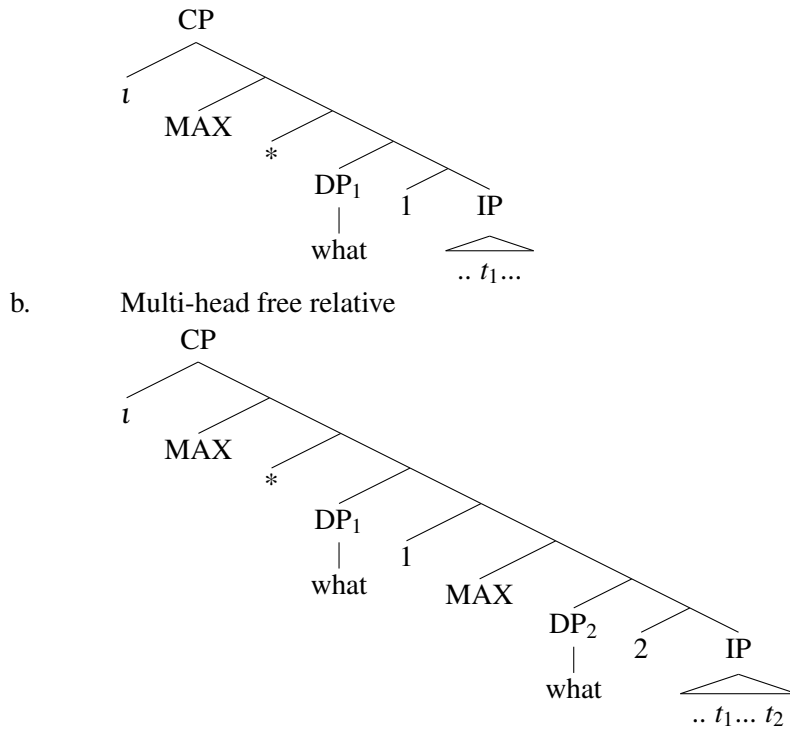 CP
ι
MAX
*
DP₁ 1 IP
what
.. t₁...
b. Multi-head free relative
CP
ι
MAX
*
DP₁
what 1
MAX
DP₂ 2 IP
what
.. t₁... t₂